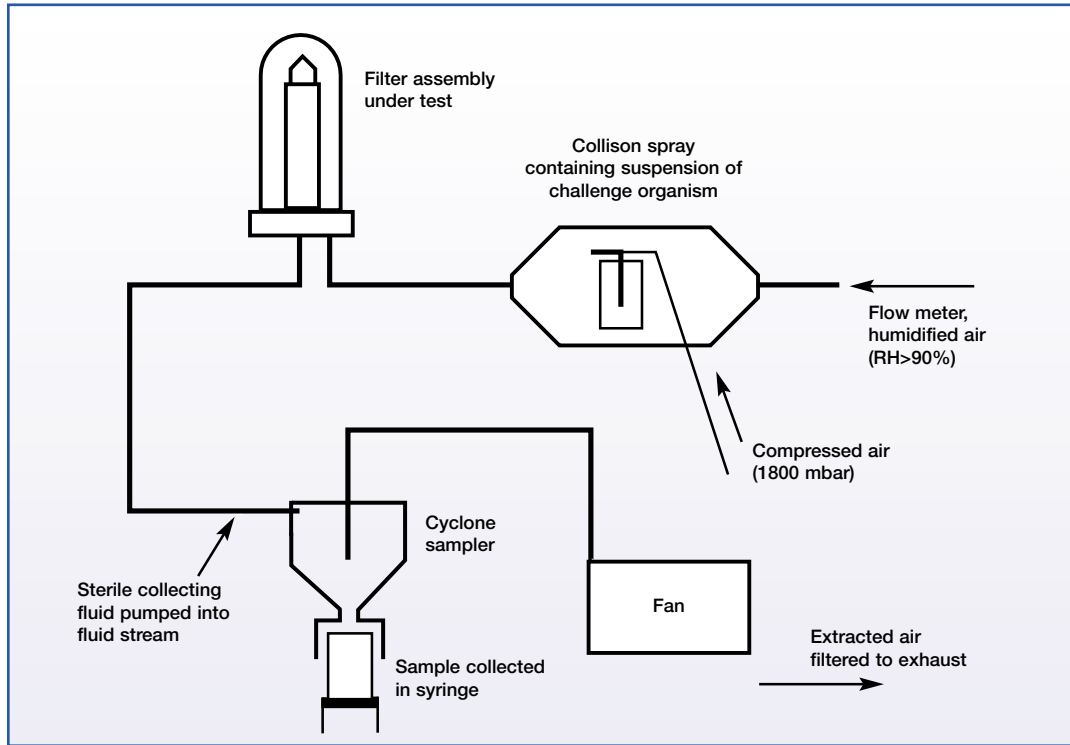 Filter assembly
under test
Collison spray
containing suspension of
challenge organism
Flow meter,
humidified air
(RH>90%)
Compressed air
(1800 mbar)
Cyclone
sampler
Sterile collecting
fluid pumped into
fluid stream
Fan
Sample collected
in syringe
Extracted air
filtered to exhaust